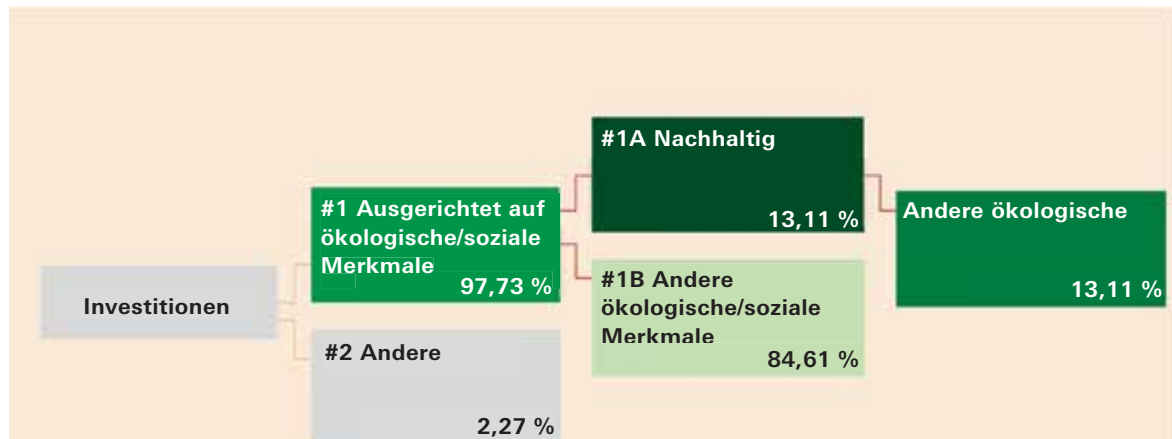 Investitionen
#1 Ausgerichtet auf
ökologische/soziale
Merkmale
97,73 %
#2 Andere
2,27 %
#1A Nachhaltig
13,11 %
#1B Andere
ökologische/soziale
Merkmale
84,61 %
Andere ökologische
13,11 %